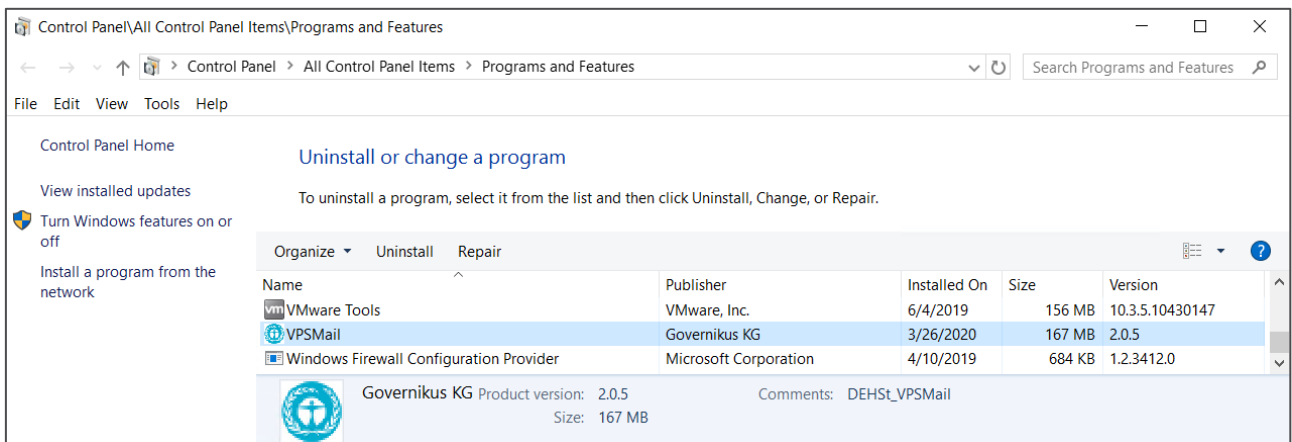 Control Panel\All Control Panel Items\Programs and Features
Control Panel > All Control Panel Items > Programs and Features
Search Programs and Features
File Edit View Tools Help
Control Panel Home
View installed updates
Turn Windows features on or
off
Install a program from the
network
Uninstall or change a program
To uninstall a program, select it from the list and then click Uninstall, Change, or Repair.
Organize Uninstall Repair
Name Publisher Installed On Size Version
vm VMware Tools VMware, Inc. 6/4/2019 156 MB 10.3.5.10430147
VPSMail Governikus KG 3/26/2020 167 MB 2.0.5
Windows Firewall Configuration Provider Microsoft Corporation 4/10/2019 684 KB 1.2.3412.0
Governikus KG Product version: 2.0.5 Comments: DEHSt_VPSMail
Size: 167 MB